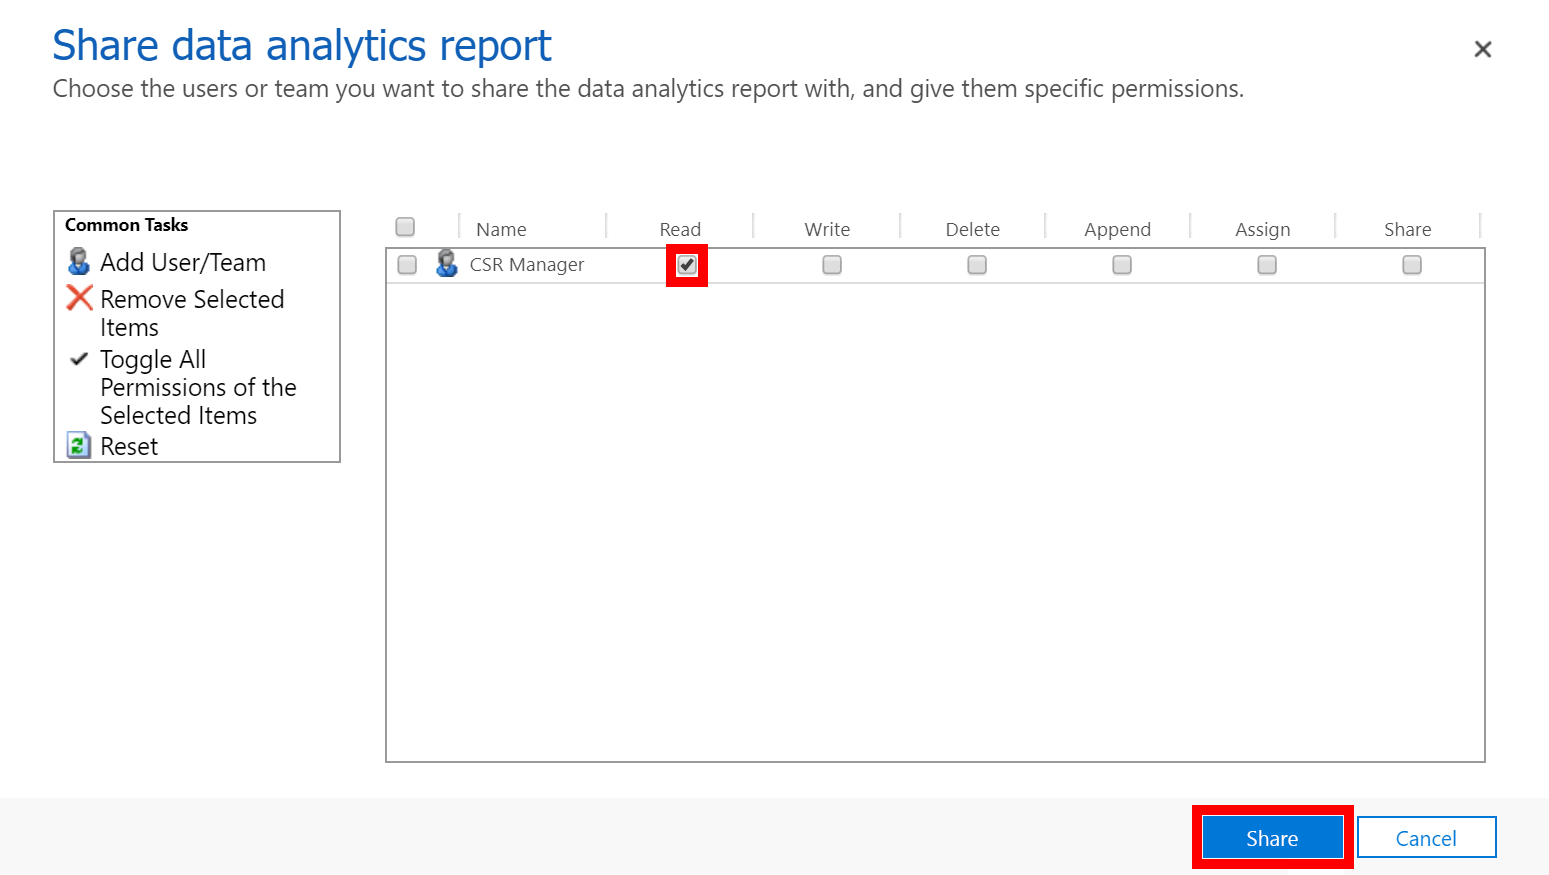 Share data analytics report
Choose the users or team you want to share the data analytics report with, and give them specific permissions.
Common Tasks
Add User/Team
Remove Selected
Items
Toggle All
Permissions of the
Selected Items
Reset
Name Read Write Delete Append Assign Share
CSR Manager
Share Cancel